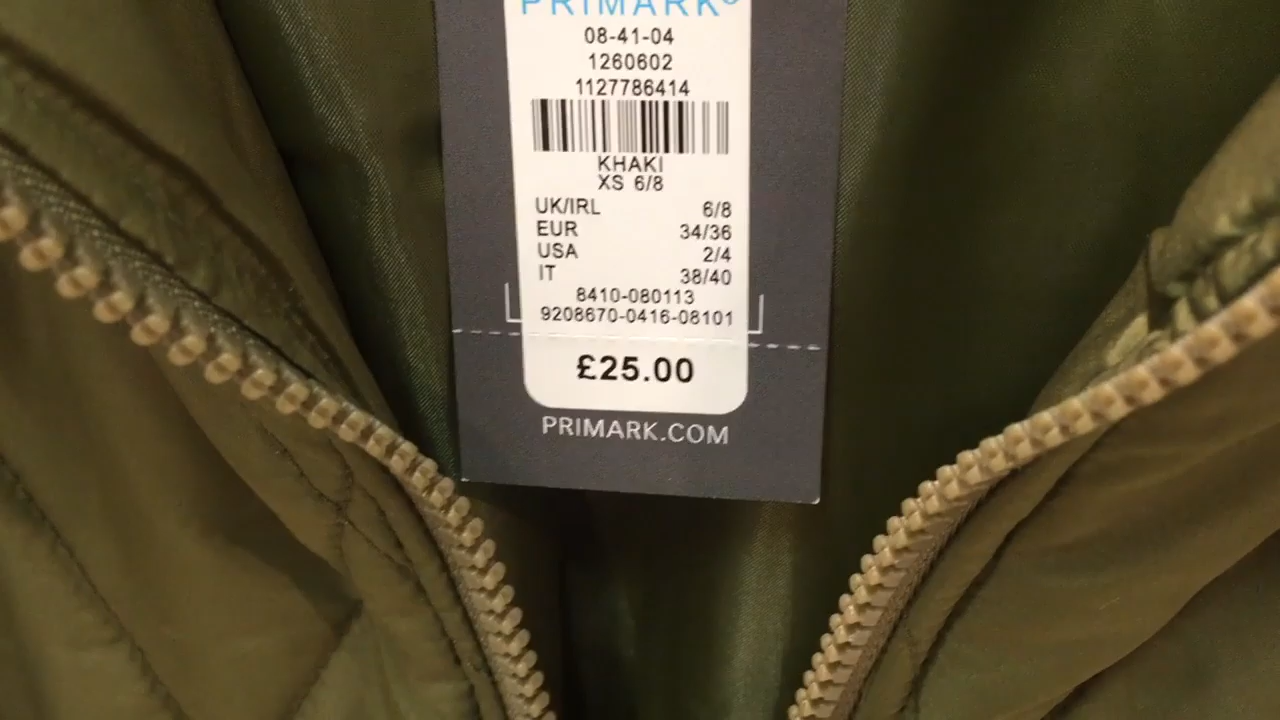 PRIMARK®
08-41-04
1260602
1127786414
KHAKI
XS 6/8
UK/IRL 6/8
EUR 34/36
USA 2/4
IT 38/40
8410-080113
9208670-0416-08101
£25.00
PRIMARK.COM